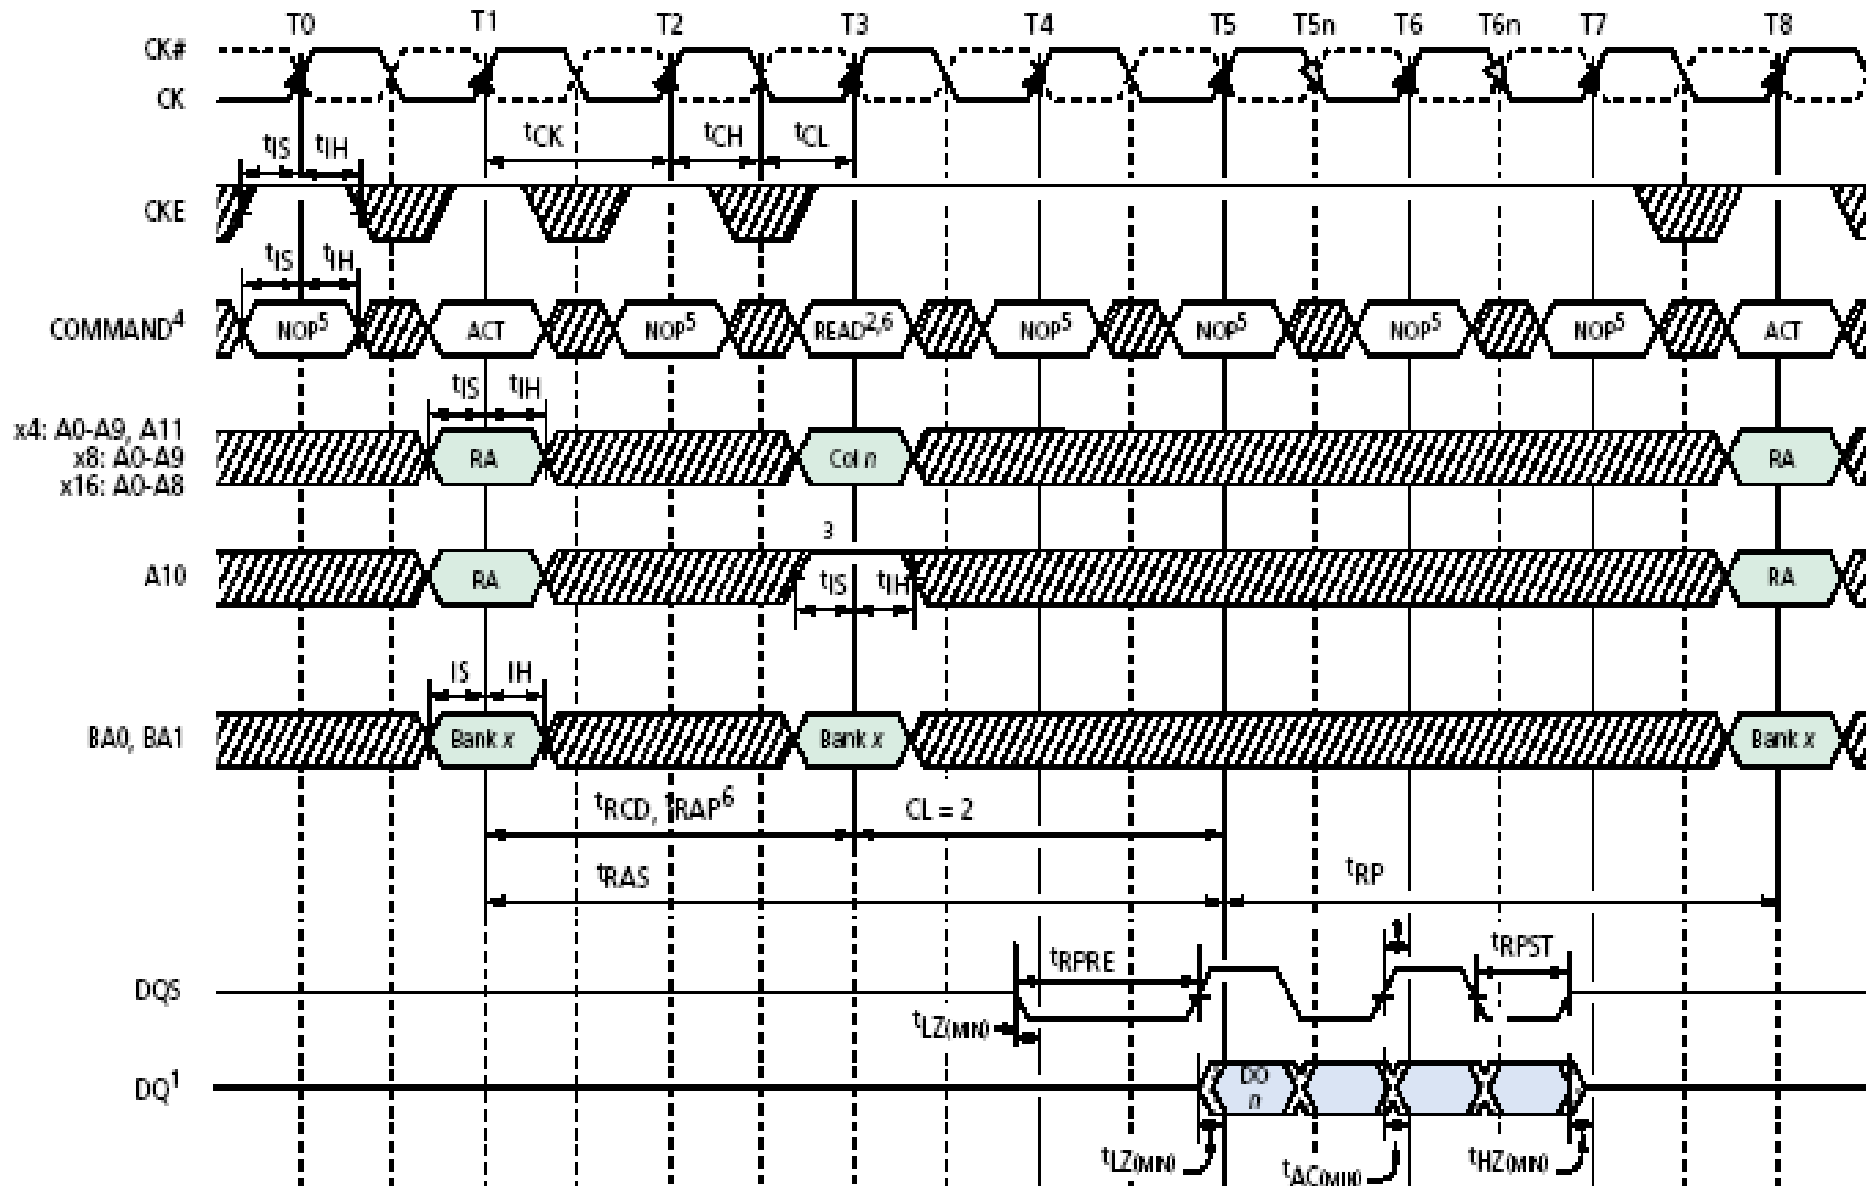 T0 T1 T2 T3 T4 T5 T5n T6 T6n T7 T8
CK#
CK
tIS tIH tCK tCH tCL
CKE
tIS tIH
COMMAND4 NOP5 ACT NOP5 READ2,6 NOP5 NOP5 NOP5 NOP5 ACT
tIS tIH
x4: A0-A9, A11
x8: A0-A9
x16: A0-A8
RA Col n RA
3
A10 RA tIS tIH RA
IS IH
BA0, BA1 Bank x Bank x Bank x
tRCD, tRAP6 CL = 2
tRAS tRP
tRPRE tRPST
DQS
tLZ(MIN)
DQ1 DO
n
tLZ(MIN) tAC(MIN) tHZ(MIN)